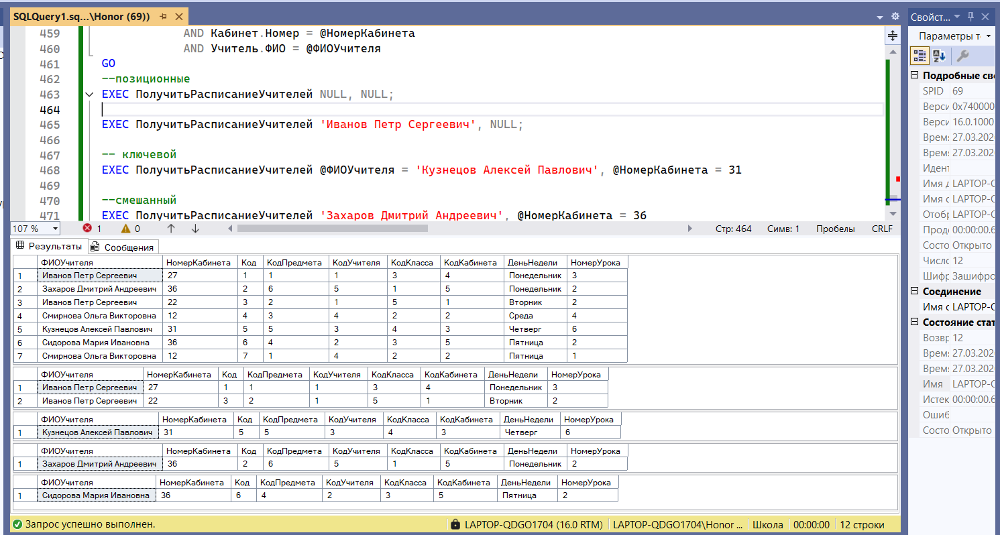 SQLQuery1.sq...\Honor (69))
459 AND Кабинет.Номер = @НомерКабинета
460 AND Учитель.ФИО = @ФИОУчителя
461 GO
462 --позиционные
463 EXEC ПолучитьРасписаниеУчителей NULL, NULL;
464
465 EXEC ПолучитьРасписаниеУчителей 'Иванов Петр Сергеевич', NULL;
466
467 -- ключевой
468 EXEC ПолучитьРасписаниеУчителей @ФИОУчителя = 'Кузнецов Алексей Павлович', @НомерКабинета = 31
469
470 --смешанный
471 EXEC ПолучитьРасписаниеУчителей 'Захаров Дмитрий Андреевич', @НомерКабинета = 36
107 % 1 0 Стр: 464 Симв: 1 Пробелы CRLF
Результаты Сообщения
ФИОУчителя НомерКабинета Код КодПредмета КодУчителя КодКласса КодКабинета ДеньНедели НомерУрока
1 Иванов Петр Сергеевич 27 1 1 1 3 4 Понедельник 3
2 Захаров Дмитрий Андреевич 36 2 6 5 1 5 Понедельник 2
3 Иванов Петр Сергеевич 22 3 2 1 5 1 Вторник 2
4 Смирнова Ольга Викторовна 12 4 3 4 2 2 Среда 4
5 Кузнецов Алексей Павлович 31 5 5 3 4 3 Четверг 6
6 Сидорова Мария Ивановна 36 6 4 2 3 5 Пятница 2
7 Смирнова Ольга Викторовна 12 7 1 4 2 2 Пятница 1
ФИОУчителя НомерКабинета Код КодПредмета КодУчителя КодКласса КодКабинета ДеньНедели НомерУрока
1 Иванов Петр Сергеевич 27 1 1 1 3 4 Понедельник 3
2 Иванов Петр Сергеевич 22 3 2 1 5 1 Вторник 2
ФИОУчителя НомерКабинета Код КодПредмета КодУчителя КодКласса КодКабинета ДеньНедели НомерУрока
1 Кузнецов Алексей Павлович 31 5 5 3 4 3 Четверг 6
ФИОУчителя НомерКабинета Код КодПредмета КодУчителя КодКласса КодКабинета ДеньНедели НомерУрока
1 Захаров Дмитрий Андреевич 36 2 6 5 1 5 Понедельник 2
ФИОУчителя НомерКабинета Код КодПредмета КодУчителя КодКласса КодКабинета ДеньНедели НомерУрока
1 Сидорова Мария Ивановна 36 6 4 2 3 5 Пятница 2
Запрос успешно выполнен. LAPTOP-QDGO1704 (16.0 RTM) LAPTOP-QDGO1704\Honor ... Школа 00:00:00 12 строки
Свойст...
Параметры т
Подробные св
SPID 69
Верси 0x740000
Верси 16.0.1000
Время 27.03.202
Время 27.03.202
Идент
Имя д LAPTOP-Q
Имя с LAPTOP-Q
Отобр LAPTOP-Q
Продо 00:00:00.6
Состо Открыто
Число 12
Шифр Зашифро
Соединение
Имя с LAPTOP-Q
Состояние стат
Возвр 12
Время 27.03.202
Время 27.03.202
Имя LAPTOP-Q
Истек 00:00:00.6
Ошиб
Состо Открыто